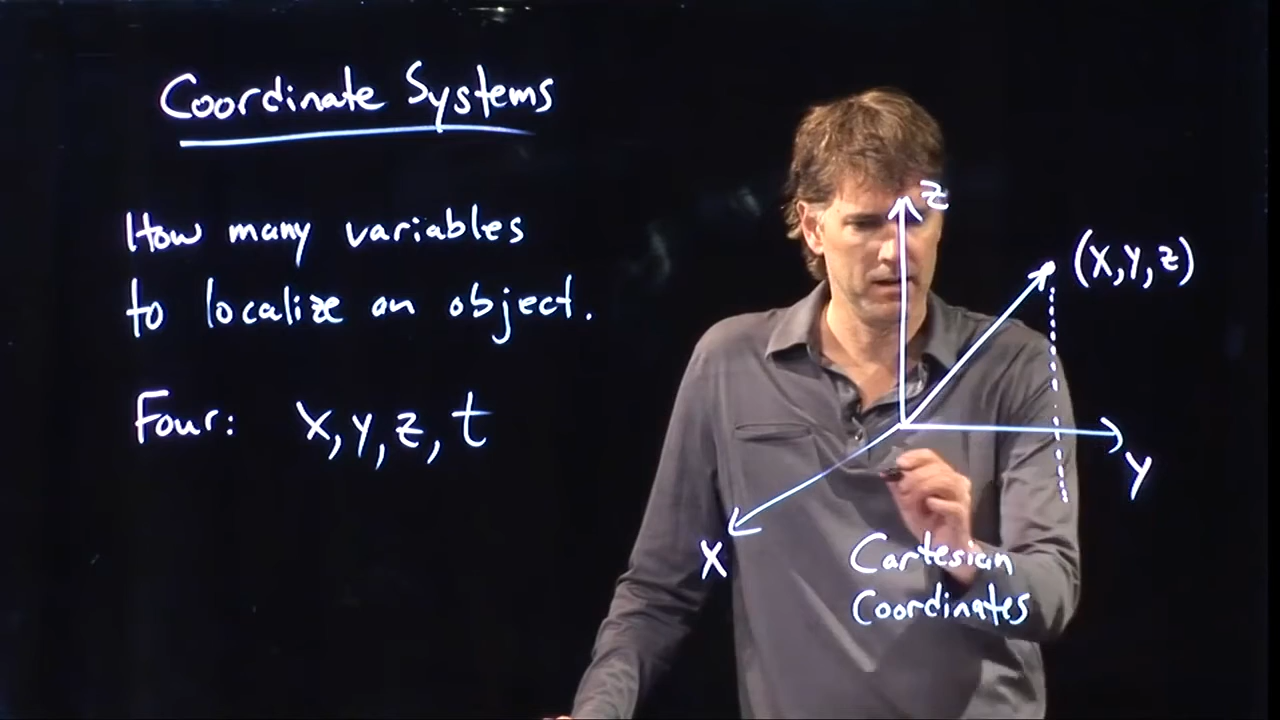 Coordinate Systems
How many variables
to localize an object.
Four: x, y, z, t
z
(x, y, z)
y
x
Cartesian
Coordinates